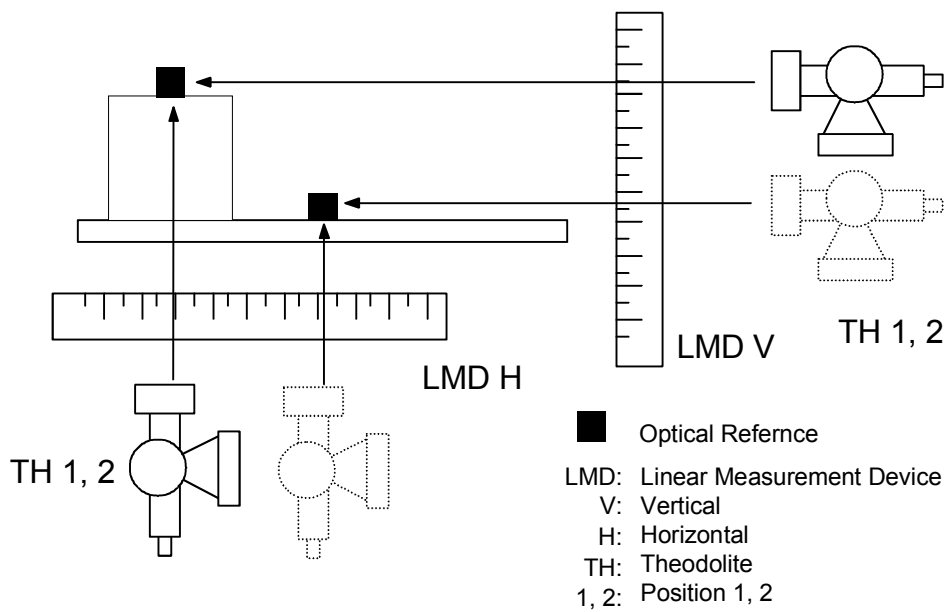 TH 1, 2
LMD V
LMD H
TH 1, 2
Optical Refernce
LMD: Linear Measurement Device
V: Vertical
H: Horizontal
TH: Theodolite
1, 2: Position 1, 2